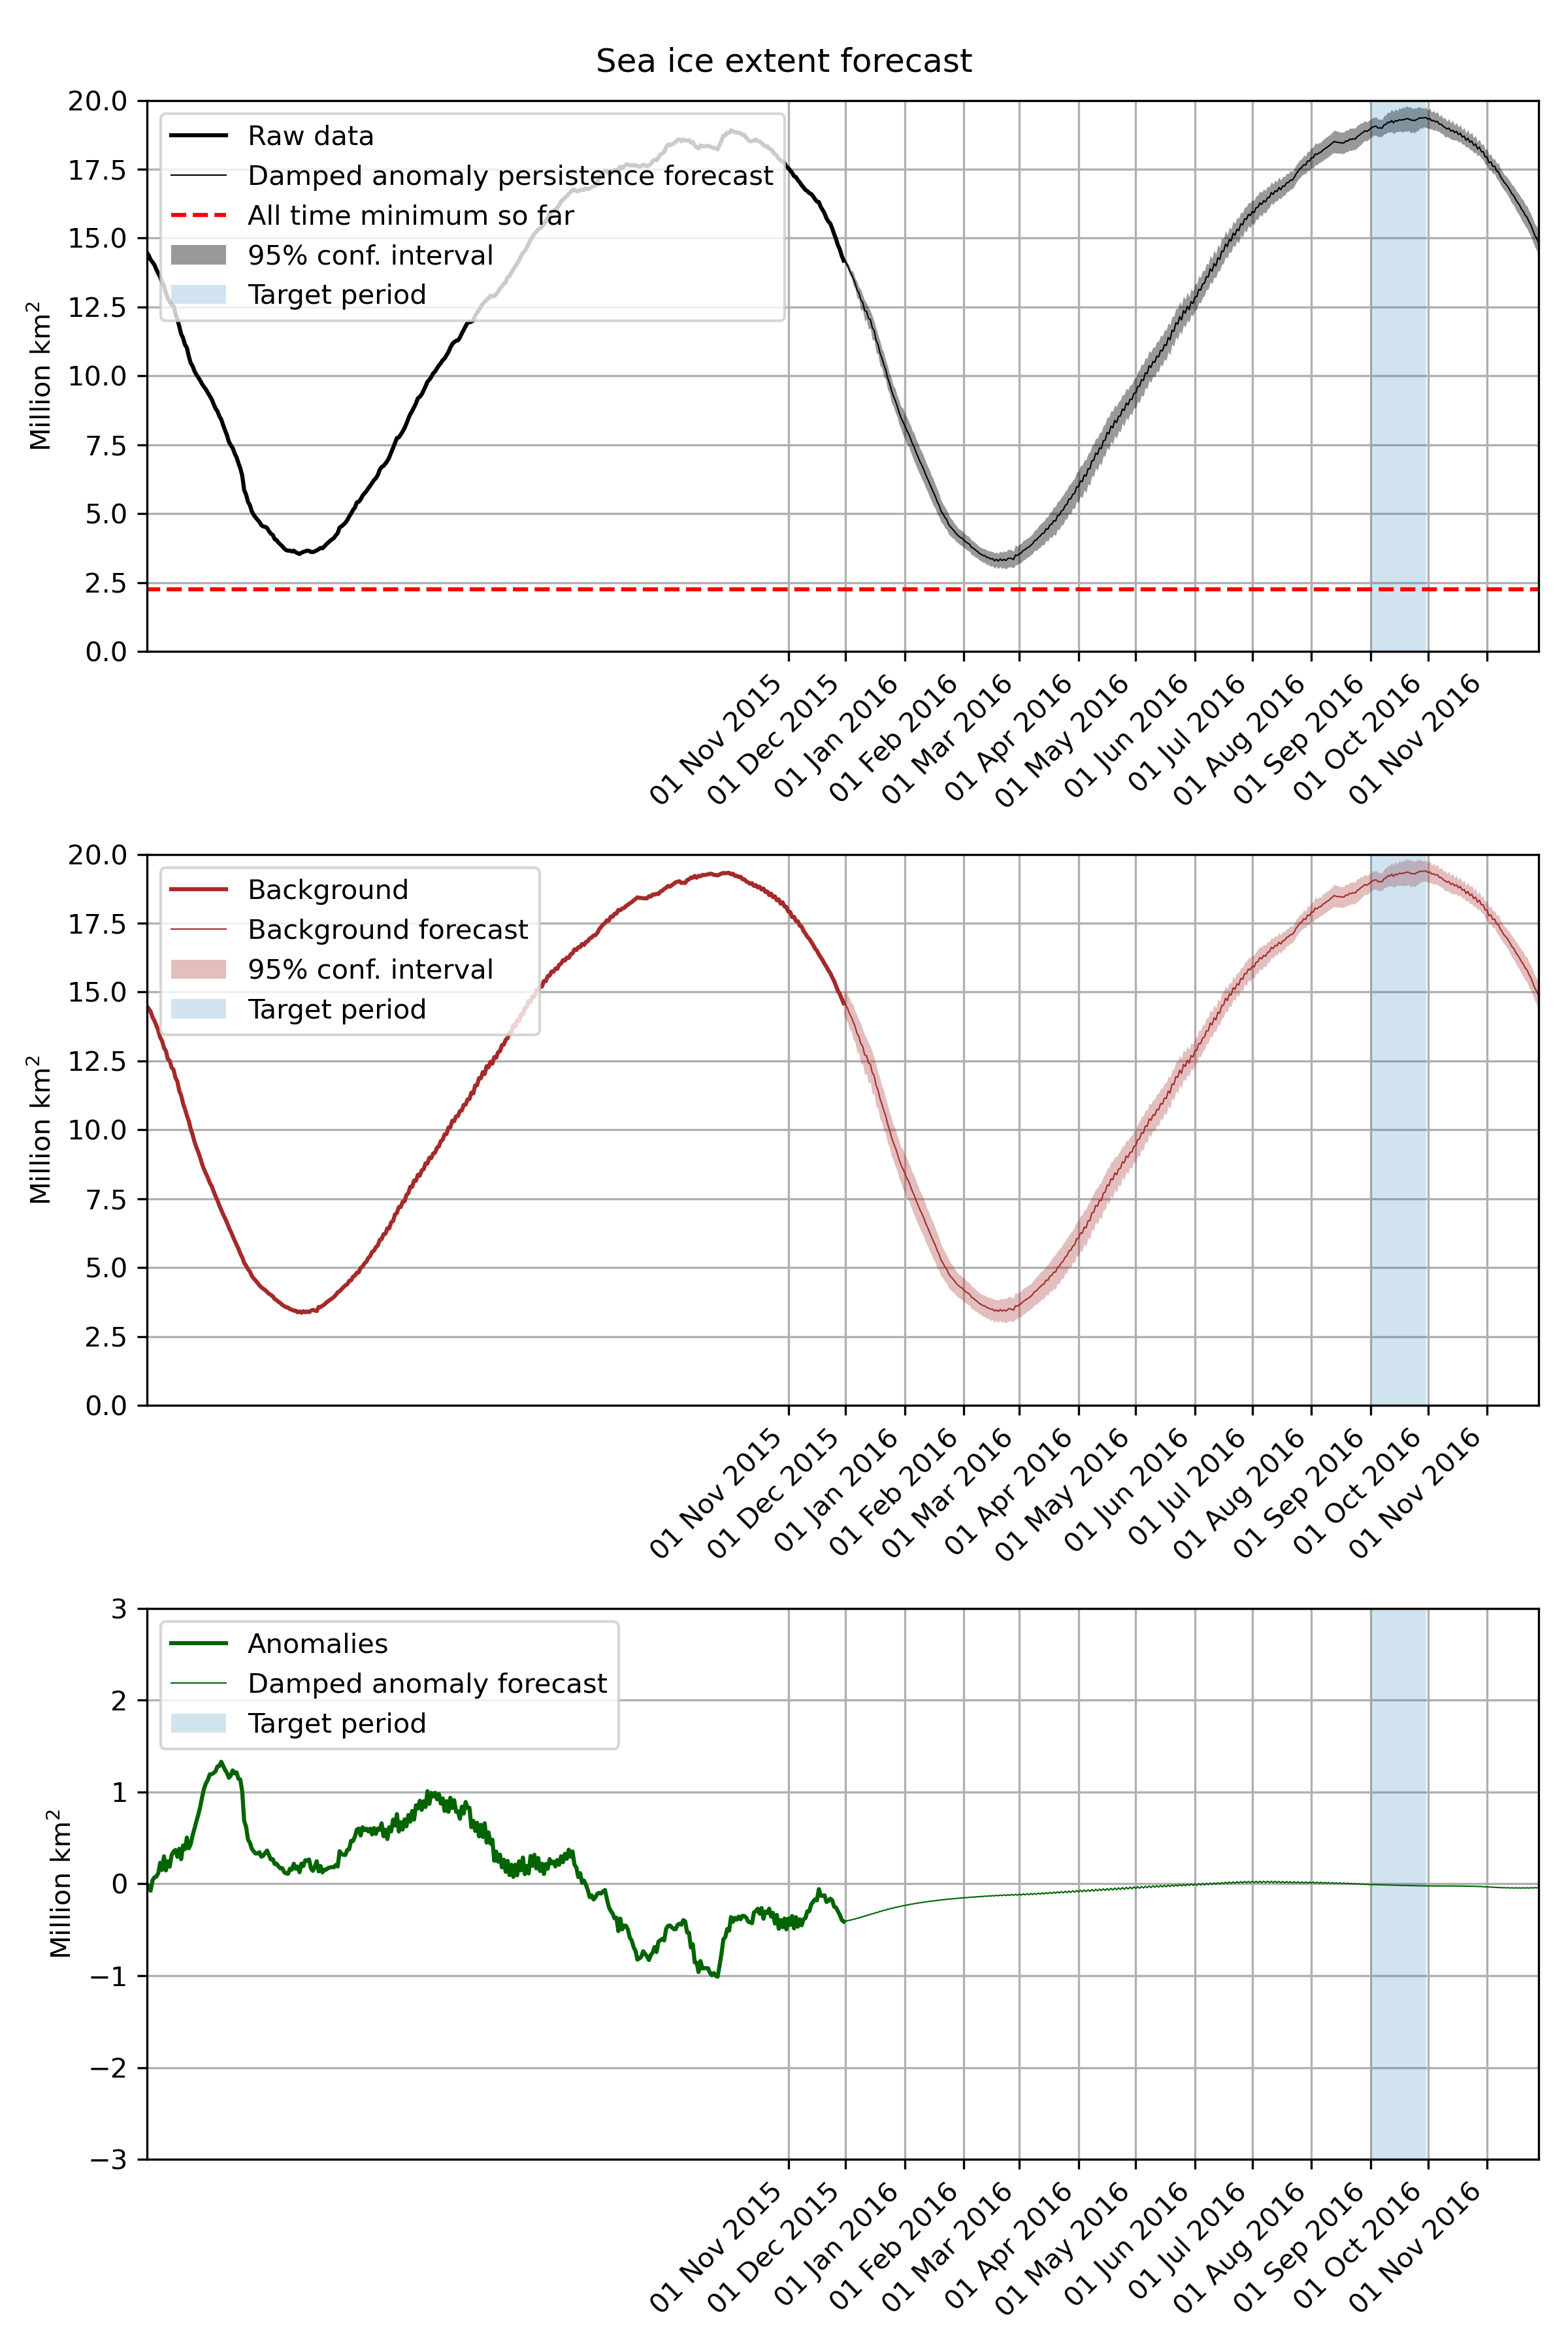 Sea ice extent forecast
20.0
17.5
15.0
12.5
10.0
7.5
5.0
2.5
0.0
Million km²
Raw data
Damped anomaly persistence forecast
All time minimum so far
95% conf. interval
Target period
01 Nov 2015
01 Dec 2015
01 Jan 2016
01 Feb 2016
01 Mar 2016
01 Apr 2016
01 May 2016
01 Jun 2016
01 Jul 2016
01 Aug 2016
01 Sep 2016
01 Oct 2016
01 Nov 2016
20.0
17.5
15.0
12.5
10.0
7.5
5.0
2.5
0.0
Million km²
Background
Background forecast
95% conf. interval
Target period
01 Nov 2015
01 Dec 2015
01 Jan 2016
01 Feb 2016
01 Mar 2016
01 Apr 2016
01 May 2016
01 Jun 2016
01 Jul 2016
01 Aug 2016
01 Sep 2016
01 Oct 2016
01 Nov 2016
3
2
1
0
−1
−2
−3
Million km²
Anomalies
Damped anomaly forecast
Target period
01 Nov 2015
01 Dec 2015
01 Jan 2016
01 Feb 2016
01 Mar 2016
01 Apr 2016
01 May 2016
01 Jun 2016
01 Jul 2016
01 Aug 2016
01 Sep 2016
01 Oct 2016
01 Nov 2016